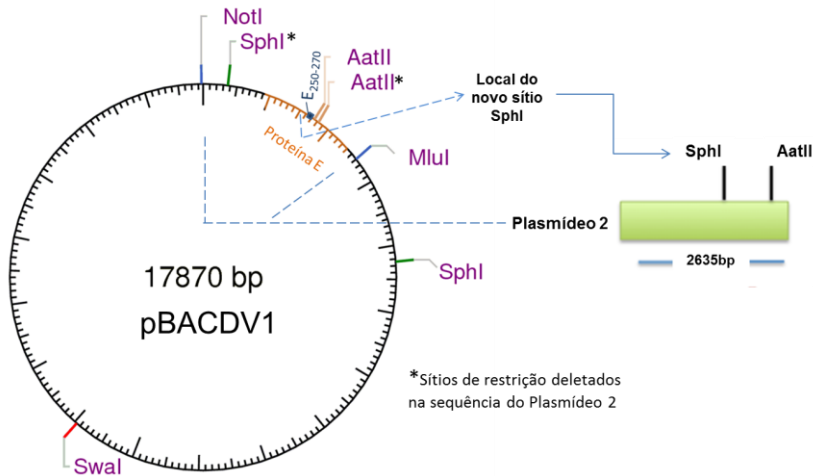 NotI
SphI*
E250-270
AatII
AatII*
Proteína E
MluI
Local do
novo sítio
SphI
SphI
AatII
Plasmídeo 2
2635bp
SphI
17870 bp
pBACDV1
*Sítios de restrição deletados
na sequência do Plasmídeo 2
SwaI